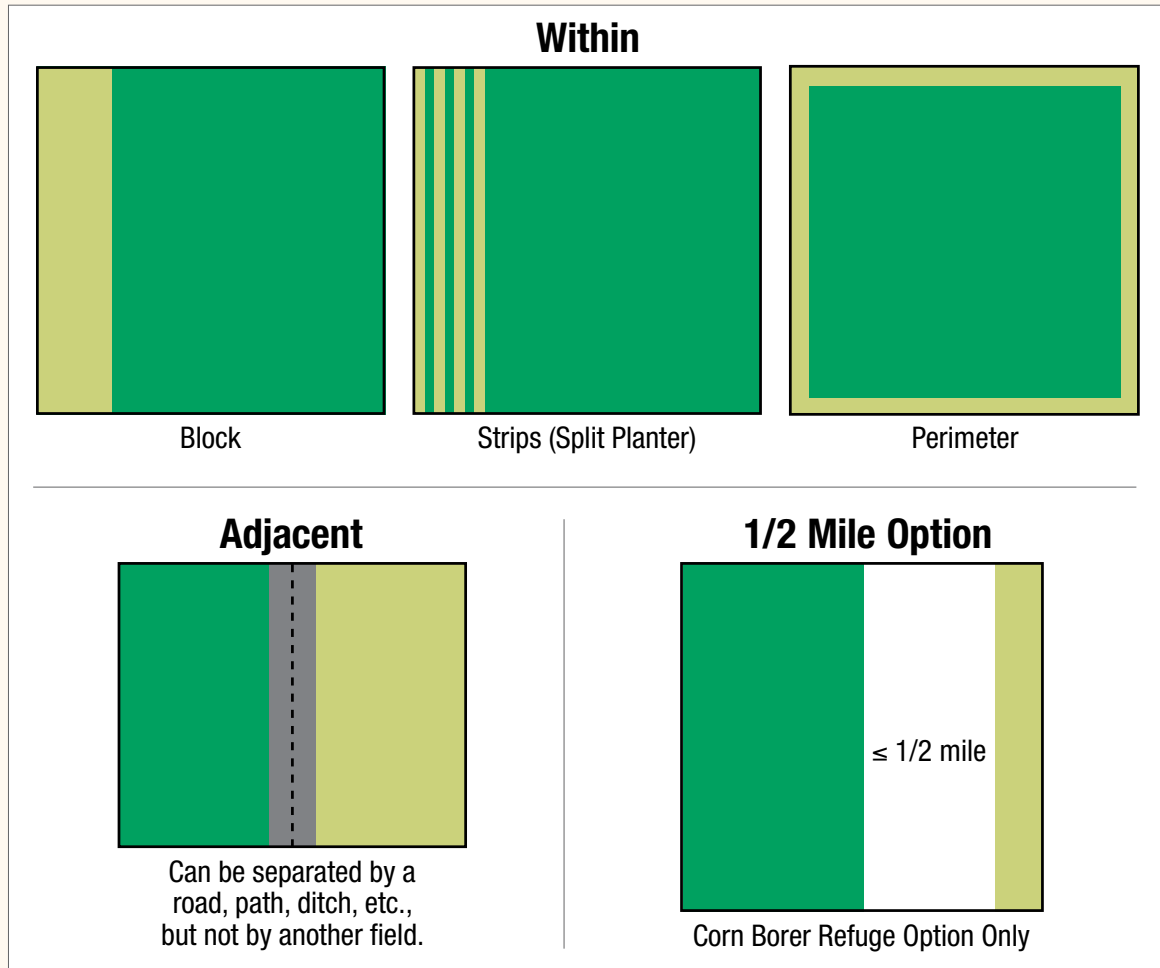 Within
Block
Strips (Split Planter)
Perimeter
Adjacent
Can be separated by a
road, path, ditch, etc.,
but not by another field.
1/2 Mile Option
≤ 1/2 mile
Corn Borer Refuge Option Only